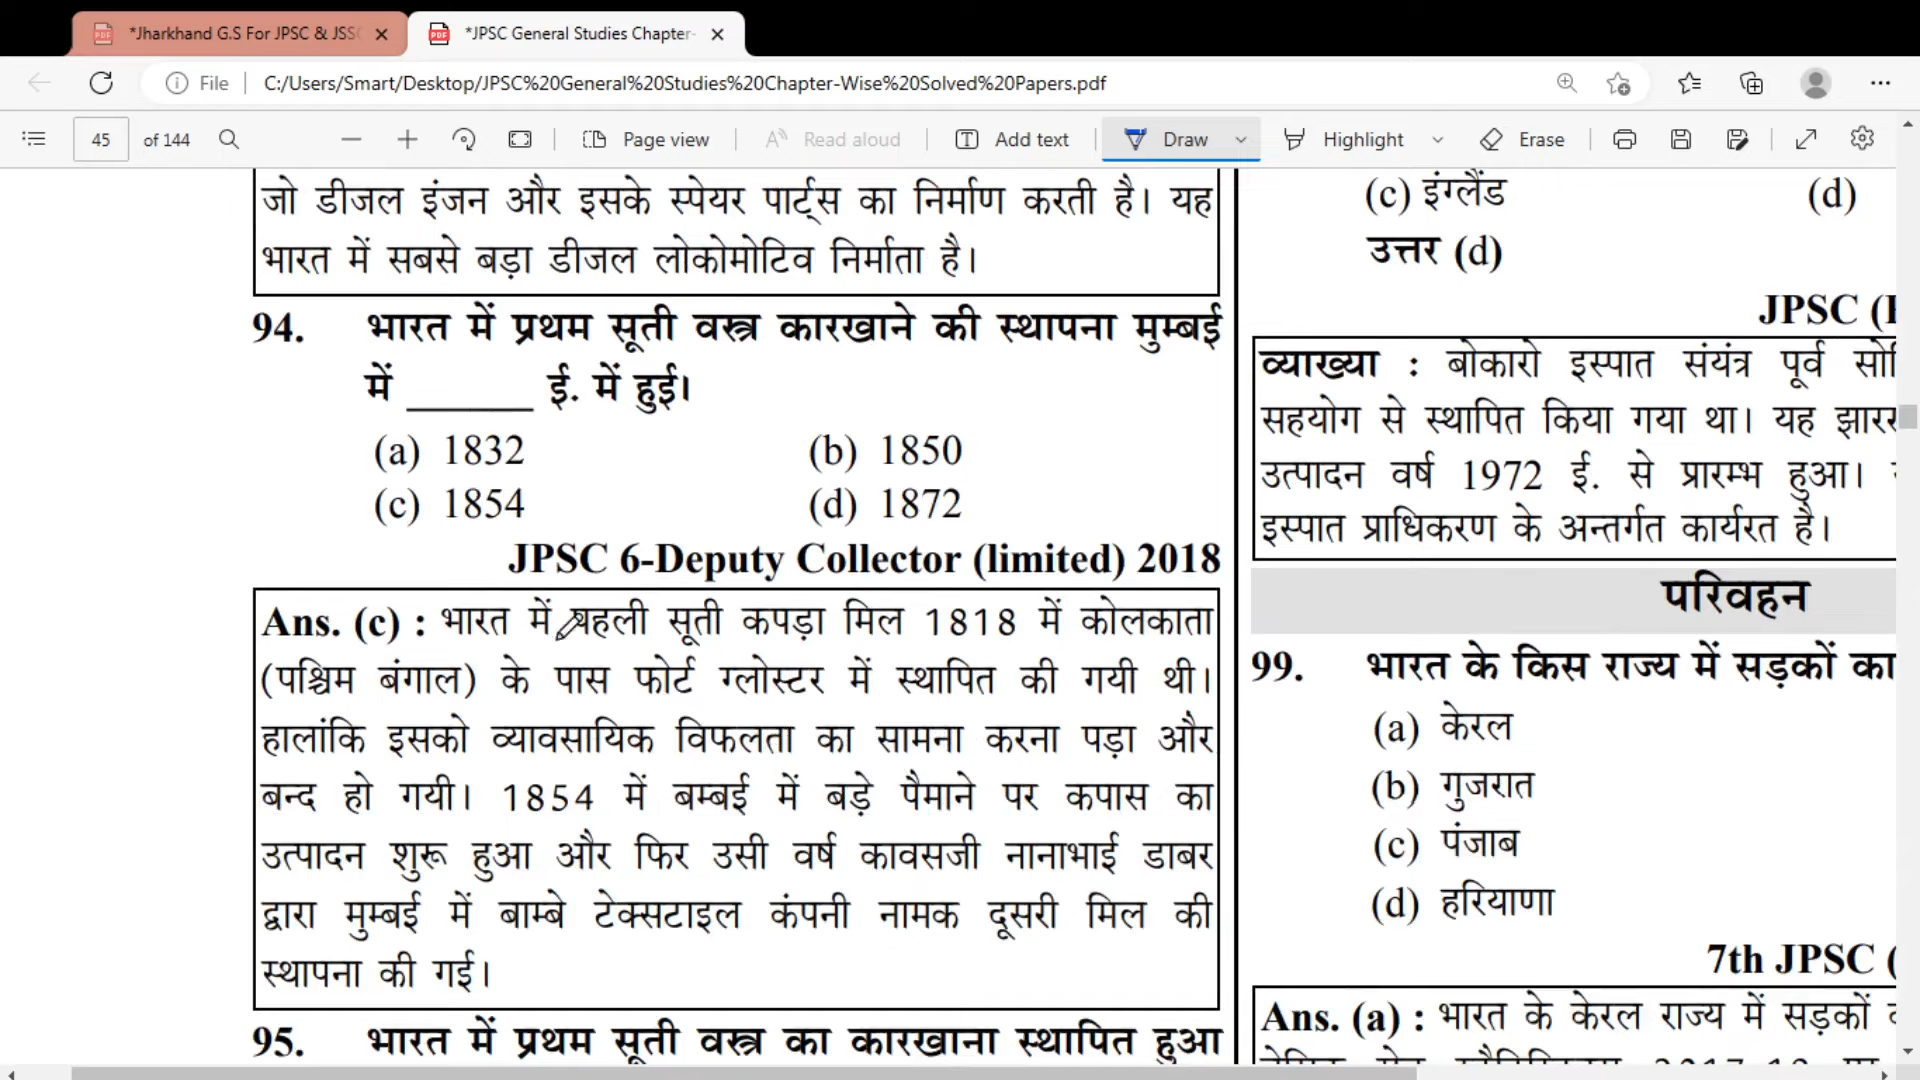 *Jharkhand G.S For JPSC & JSSC
*JPSC General Studies Chapter-
File
C:/Users/Smart/Desktop/JPSC%20General%20Studies%20Chapter-Wise%20Solved%20Papers.pdf
45 of 144
Page view
Read aloud
Add text
Draw
Highlight
Erase
जो डीजल इंजन और इसके स्पेयर पार्ट्स का निर्माण करती है। यह
भारत में सबसे बड़ा डीजल लोकोमोटिव निर्माता है।
94. भारत में प्रथम सूती वस्त्र कारखाने की स्थापना मुम्बई
में ______ ई. में हुई।
(a) 1832 (b) 1850
(c) 1854 (d) 1872
JPSC 6-Deputy Collector (limited) 2018
Ans. (c) : भारत में पहली सूती कपड़ा मिल 1818 में कोलकाता
(पश्चिम बंगाल) के पास फोर्ट ग्लोस्टर में स्थापित की गयी थी।
हालांकि इसको व्यावसायिक विफलता का सामना करना पड़ा और
बन्द हो गयी। 1854 में बम्बई में बड़े पैमाने पर कपास का
उत्पादन शुरू हुआ और फिर उसी वर्ष कावसजी नानाभाई डाबर
द्वारा मुम्बई में बाम्बे टेक्सटाइल कंपनी नामक दूसरी मिल की
स्थापना की गई।
95. भारत में प्रथम सूती वस्त्र का कारखाना स्थापित हुआ
(c) इंग्लैंड (d)
उत्तर (d)
JPSC (
व्याख्या : बोकारो इस्पात संयंत्र पूर्व
सहयोग से स्थापित किया गया था। यह
उत्पादन वर्ष 1972 ई. से प्रारम्भ हुआ।
इस्पात प्राधिकरण के अन्तर्गत कार्यरत है।
परिवहन
99. भारत के किस राज्य में सड़कों का
(a) केरल
(b) गुजरात
(c) पंजाब
(d) हरियाणा
7th JPSC (
Ans. (a) : भारत के केरल राज्य में सड़कों